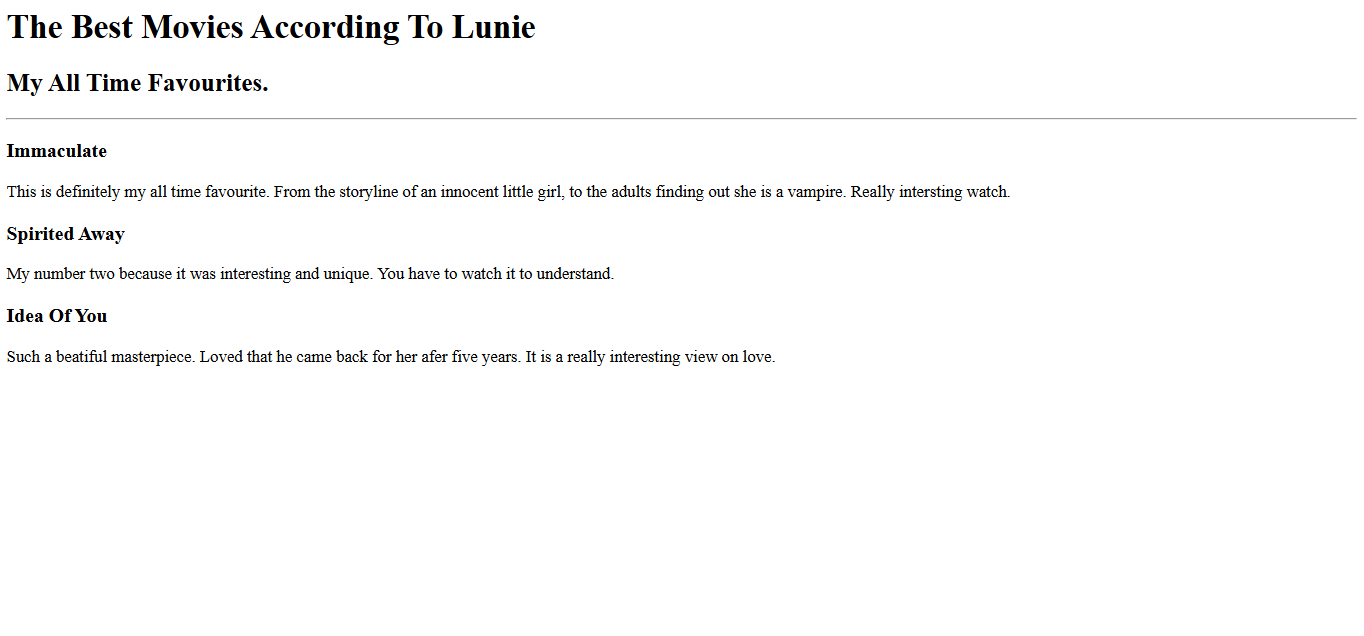 The Best Movies According To Lunie
My All Time Favourites.
Immaculate
This is definitely my all time favourite. From the storyline of an innocent little girl, to the adults finding out she is a vampire. Really intersting watch.
Spirited Away
My number two because it was interesting and unique. You have to watch it to understand.
Idea Of You
Such a beatiful masterpiece. Loved that he came back for her afer five years. It is a really interesting view on love.